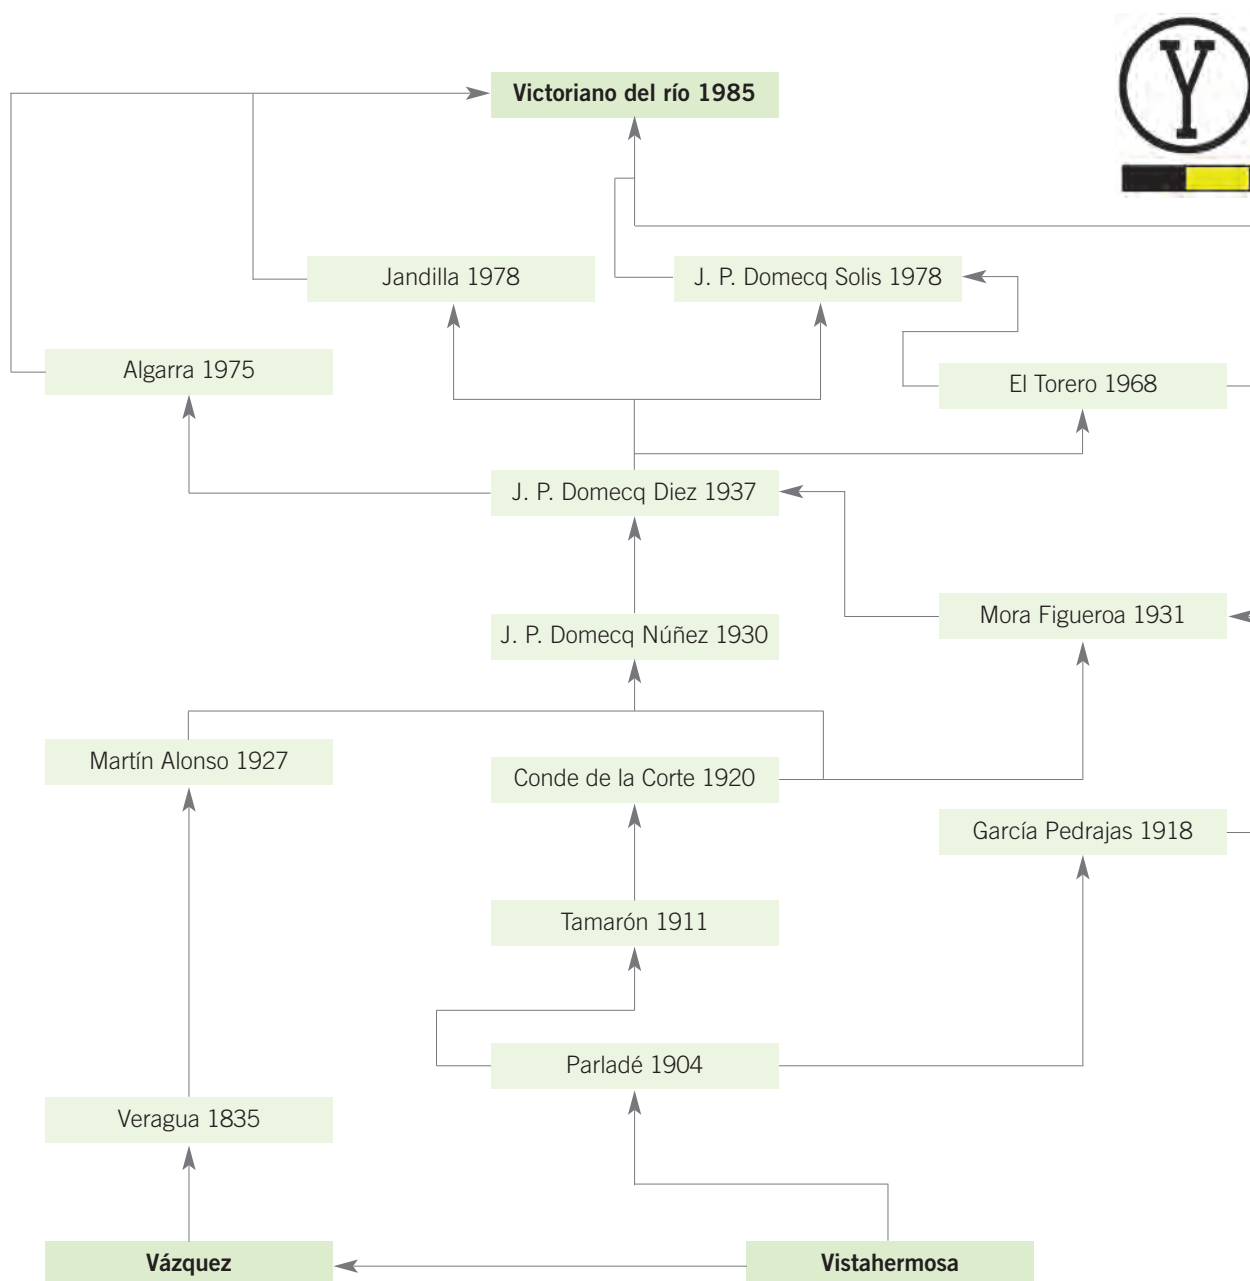 Y
Victoriano del río 1985
Jandilla 1978
J. P. Domecq Solis 1978
Algarra 1975
El Torero 1968
J. P. Domecq Diez 1937
Mora Figueroa 1931
J. P. Domecq Núñez 1930
Martín Alonso 1927
Conde de la Corte 1920
García Pedrajas 1918
Tamarón 1911
Parladé 1904
Veragua 1835
Vázquez
Vistahermosa